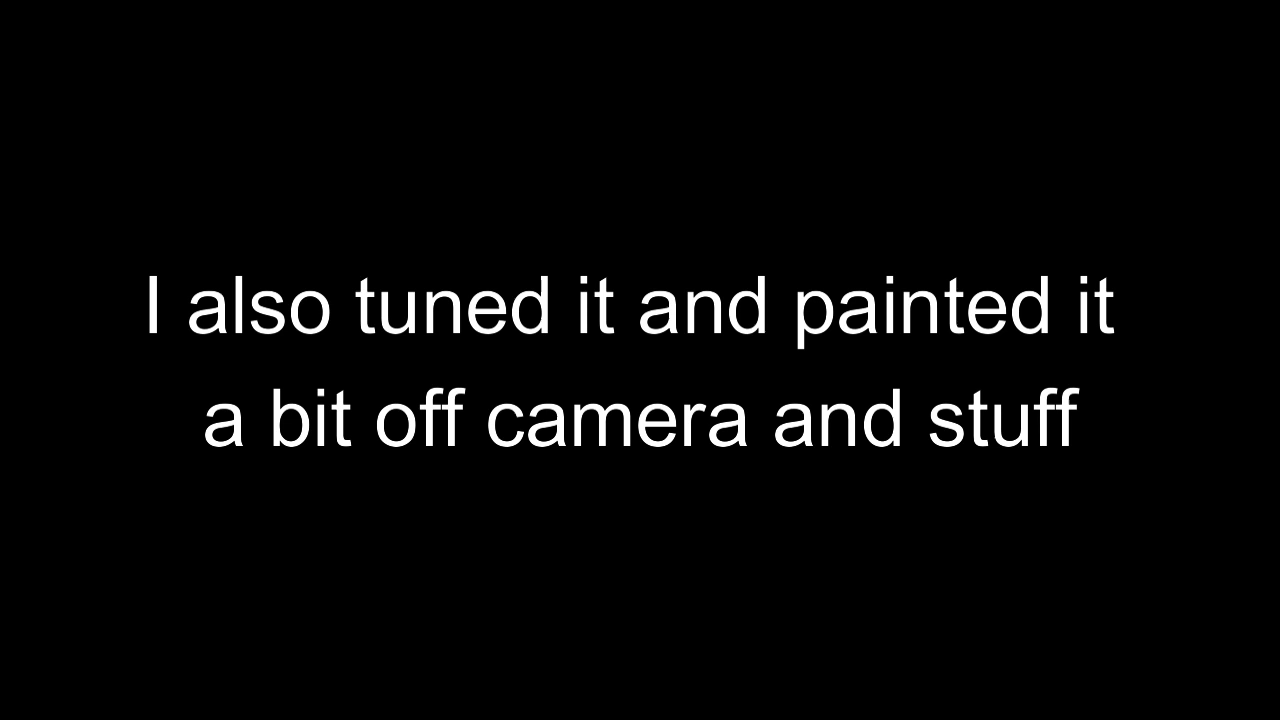 I also tuned it and painted it
a bit off camera and stuff